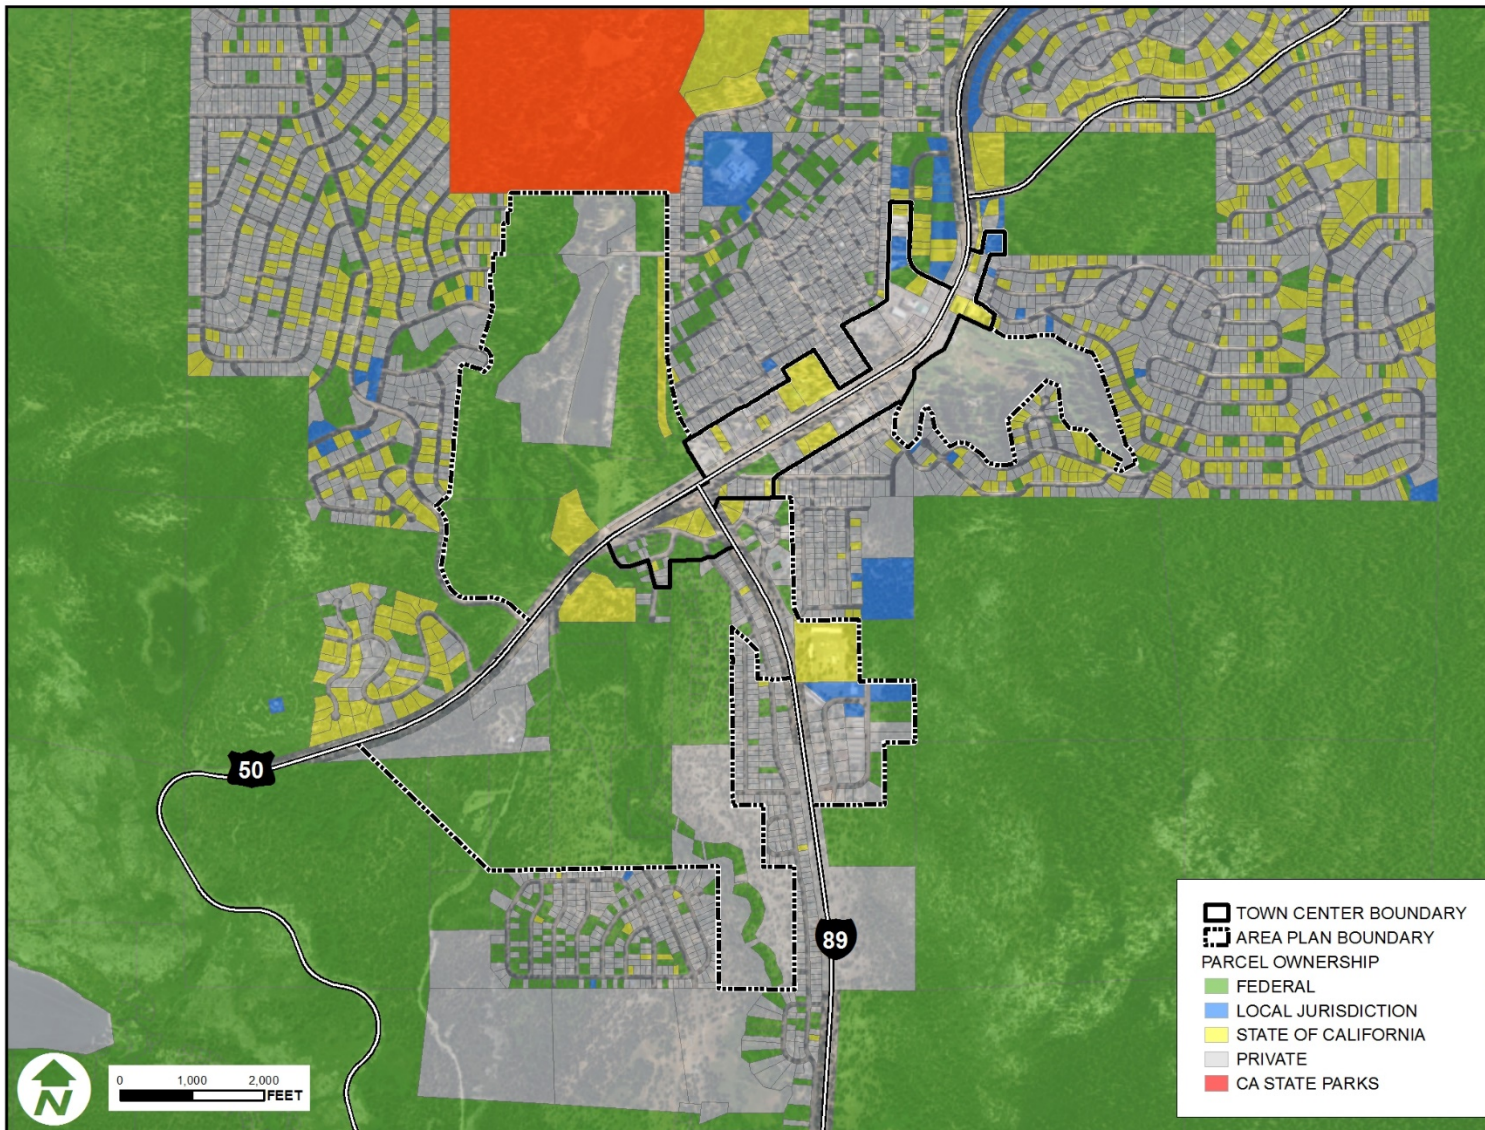 50
89
TOWN CENTER BOUNDARY
AREA PLAN BOUNDARY
PARCEL OWNERSHIP
FEDERAL
LOCAL JURISDICTION
STATE OF CALIFORNIA
PRIVATE
CA STATE PARKS
N
0 1,000 2,000
FEET